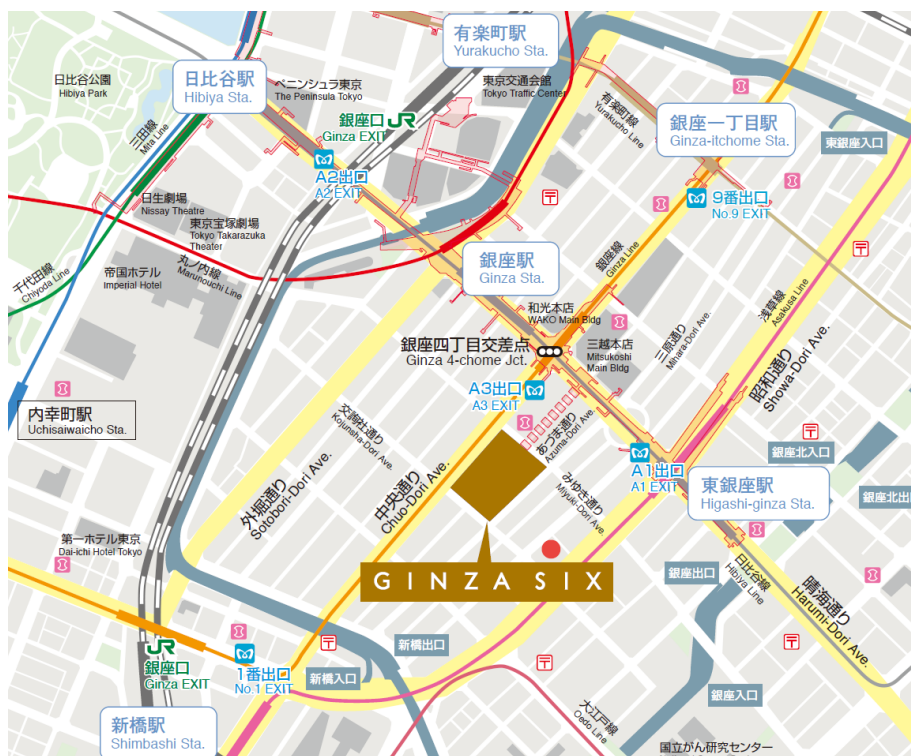 有楽町駅
Yurakucho Sta.
日比谷駅
Hibiya Sta.
日比谷公園
Hibiya Park
ペニンシュラ東京
The Peninsula Tokyo
東京交通会館
Tokyo Traffic Center
有楽町線
Yurakucho Line
銀座一丁目駅
Ginza-itchome Sta.
東銀座入口
銀座口
Ginza EXIT
JR
三田線
Mita Line
A2出口
A2 EXIT
9番出口
No.9 EXIT
日生劇場
Nissay Theatre
東京宝塚劇場
Tokyo Takarazuka
Theater
丸ノ内線
Marunouchi Line
帝国ホテル
Imperial Hotel
千代田線
Chiyoda Line
銀座駅
Ginza Sta.
銀座線
Ginza Line
浅草線
Asakusa Line
和光本店
WAKO Main Bldg
銀座四丁目交差点
Ginza 4-chome Jct.
三越本店
Mitsukoshi
Main Bldg
三原通り
Mihara-Dori Ave.
昭和通り
Showa-Dori Ave.
A3出口
A3 EXIT
内幸町駅
Uchisaiwaicho Sta.
交詢社通り
Kojunsha-Dori Ave.
あづま通り
Azuma-Dori Ave.
外堀通り
Sotobori-Dori Ave.
中央通り
Chuo-Dori Ave.
みゆき通り
Miyuki-Dori Ave.
A1出口
A1 EXIT
銀座北入口
東銀座駅
Higashi-ginza Sta.
銀座北出口
第一ホテル東京
Dai-ichi Hotel Tokyo
GINZA SIX
銀座出口
日比谷線
Hibiya Line
晴海通り
Harumi-Dori Ave.
JR
銀座口
Ginza EXIT
1番出口
No.1 EXIT
新橋出口
新橋入口
銀座入口
新橋駅
Shimbashi Sta.
大江戸線
Oedo Line
国立がん研究センター